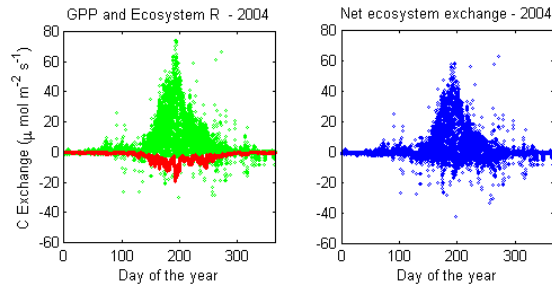 GPP and Ecosystem R - 2004
80
60
40
20
0
-20
-40
-60
C Exchange (μ mol m-2 s-1)
0 100 200 300
Day of the year
Net ecosystem exchange - 2004
80
60
40
20
0
-20
-40
-60
0 100 200 300
Day of the year